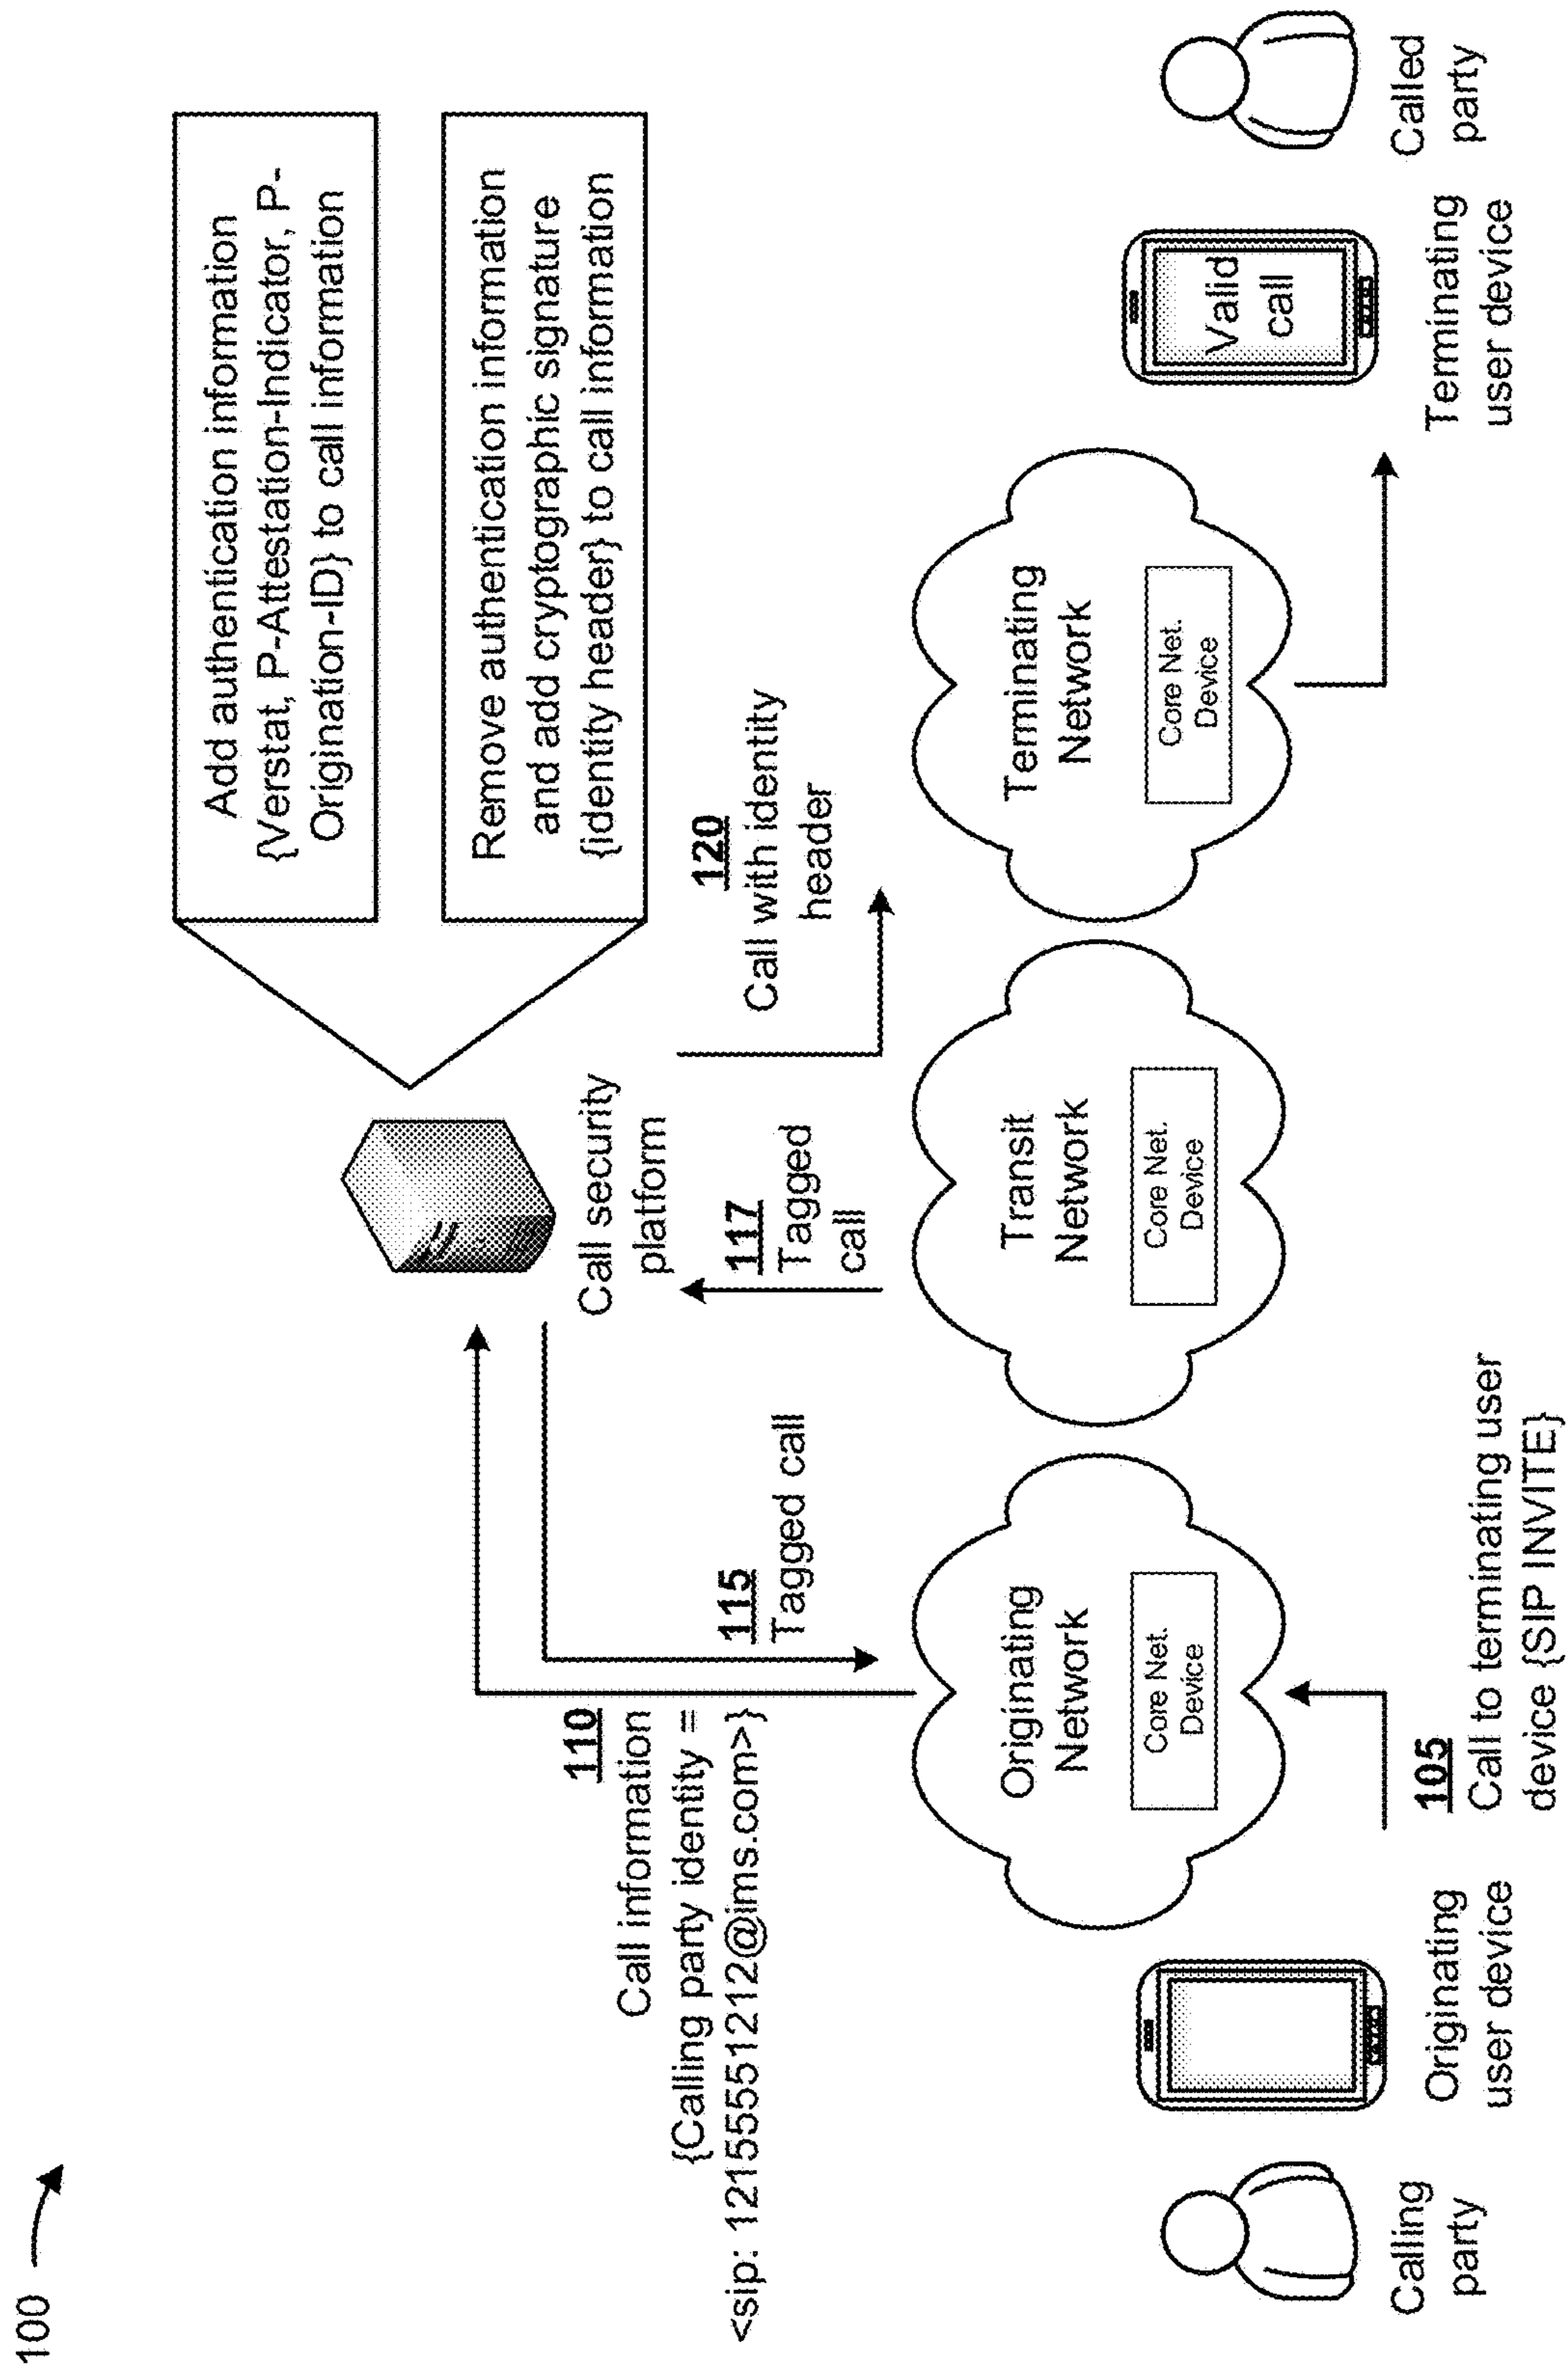 100
Add authentication information
{Verstat, P-Attestation-Indicator, P-
Origination-ID} to call information
Remove authentication information
and add cryptographic signature
{identity header} to call information
Call security
platform
110
Call information
{Calling party identity =
<sip: 12155551212@ims.com>}
115
Tagged call
117
Tagged
call
120
Call with identity
header
Originating
Network
Core Net.
Device
Transit
Network
Core Net.
Device
Terminating
Network
Core Net.
Device
Calling
party
Originating
user device
105
Call to terminating user
device {SIP INVITE}
Valid
call
Terminating
user device
Called
party